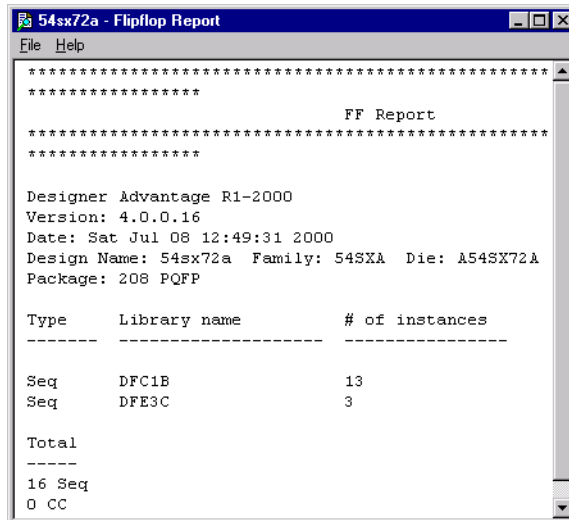 54sx72a - Flipflop Report
File Help
***************************************************
*****************
FF Report
***************************************************
*****************
Designer Advantage R1-2000
Version: 4.0.0.16
Date: Sat Jul 08 12:49:31 2000
Design Name: 54sx72a  Family: 54SXA  Die: A54SX72A
Package: 208 PQFP
Type     Library name          # of instances
-------  --------------------  ----------------
Seq      DFC1B                 13
Seq      DFE3C                 3
Total
-----
16 Seq
0 CC